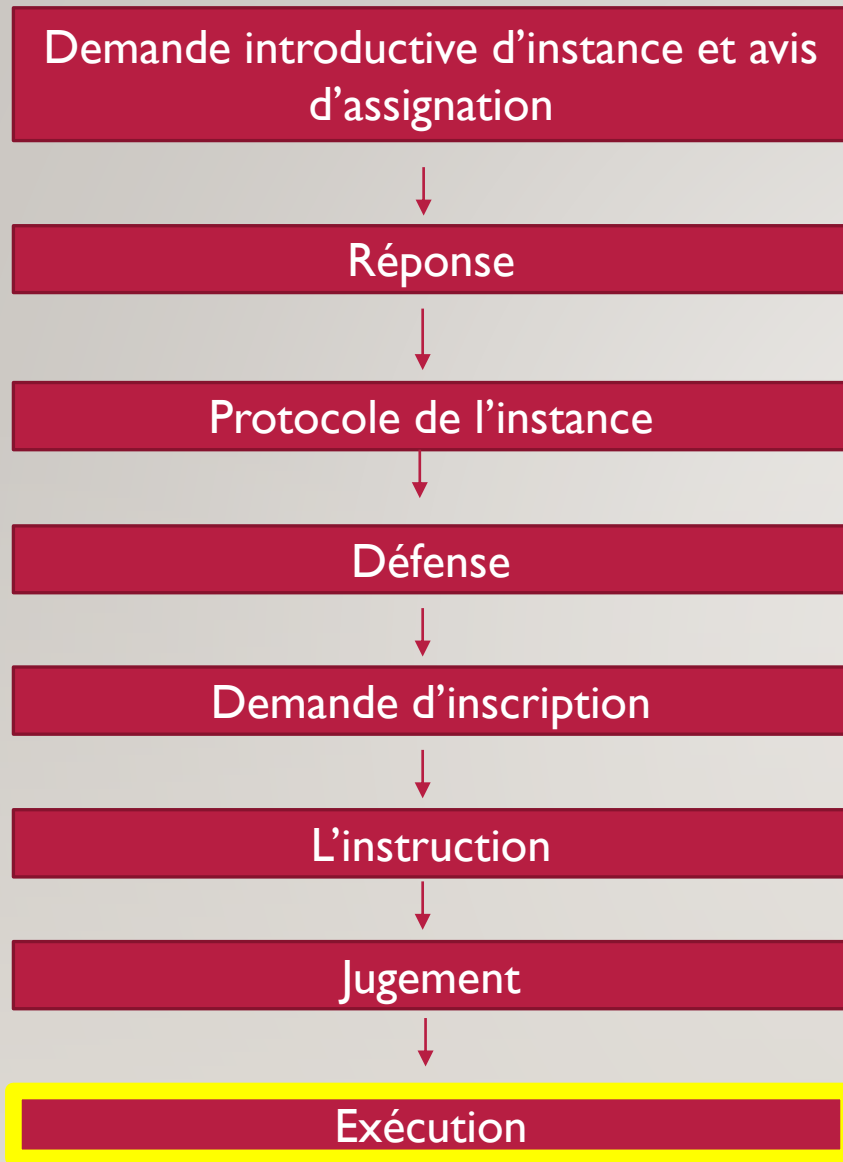 Demande introductive d’instance et avis
d’assignation
Réponse
Protocole de l’instance
Défense
Demande d’inscription
L’instruction
Jugement
Exécution